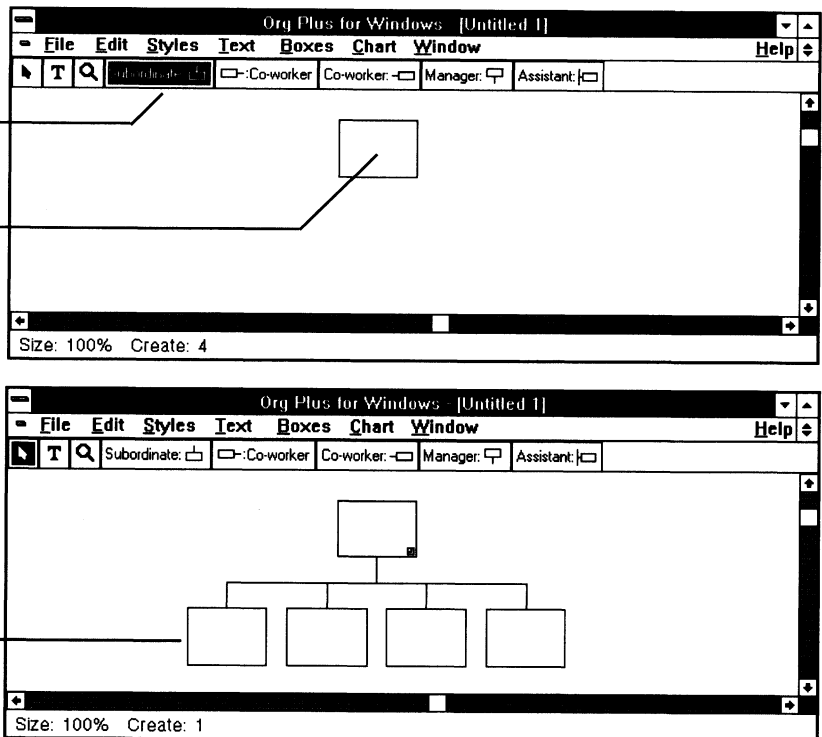 Org Plus for Windows - [Untitled 1]
File Edit Styles Text Boxes Chart Window Help
T Subordinate: :Co-worker Co-worker: Manager: Assistant:
Size: 100% Create: 4
Org Plus for Windows - [Untitled 1]
File Edit Styles Text Boxes Chart Window Help
T Subordinate: :Co-worker Co-worker: Manager: Assistant:
Size: 100% Create: 1